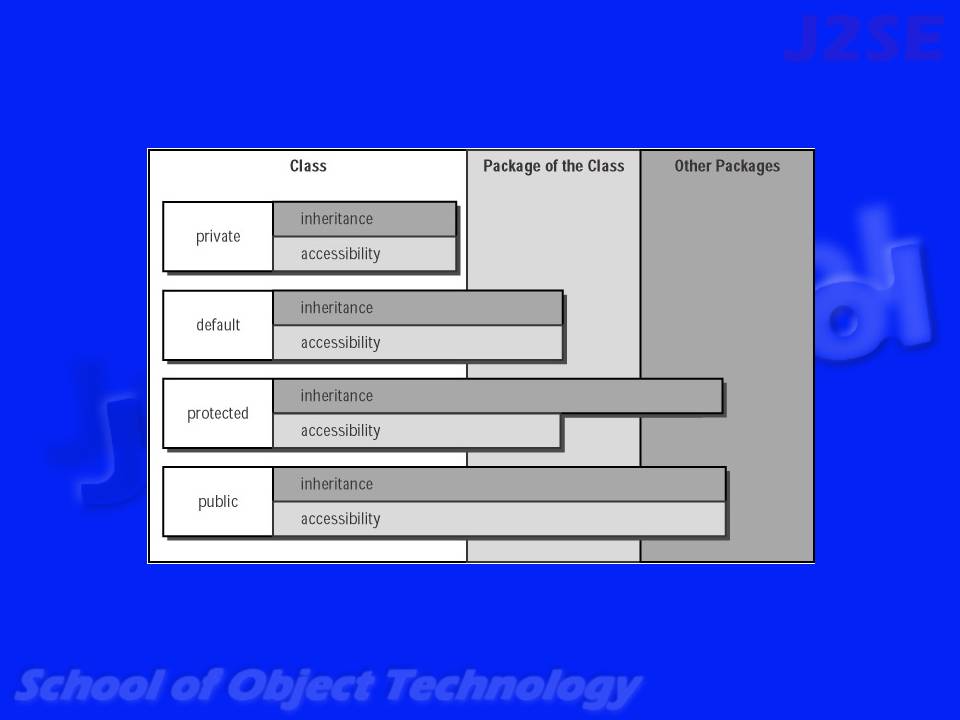 J2SE
Class
Package of the Class
Other Packages
private
inheritance
accessibility
default
inheritance
accessibility
protected
inheritance
accessibility
public
inheritance
accessibility
School of Object Technology